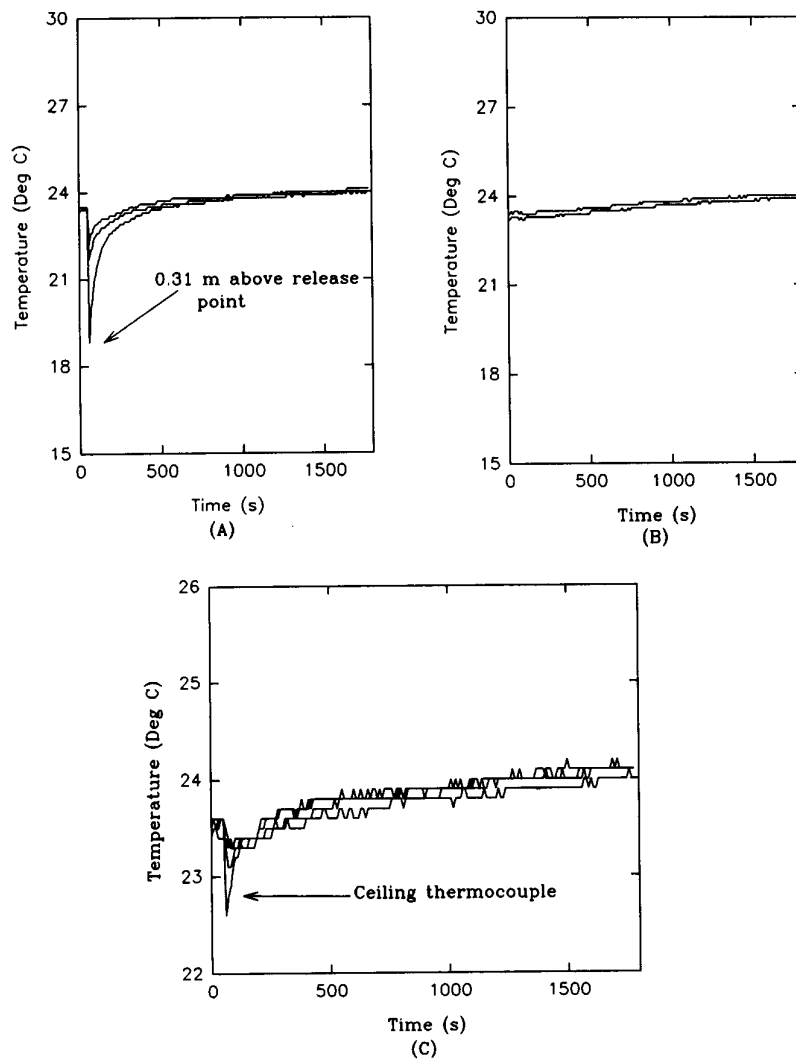 30
27
24
21
18
15
Temperature (Deg C)
0.31 m above release
point
0 500 1000 1500
Time (s)
(A)
30
27
24
21
18
15
Temperature (Deg C)
0 500 1000 1500
Time (s)
(B)
26
25
24
23
22
Temperature (Deg C)
Ceiling thermocouple
0 500 1000 1500
Time (s)
(C)